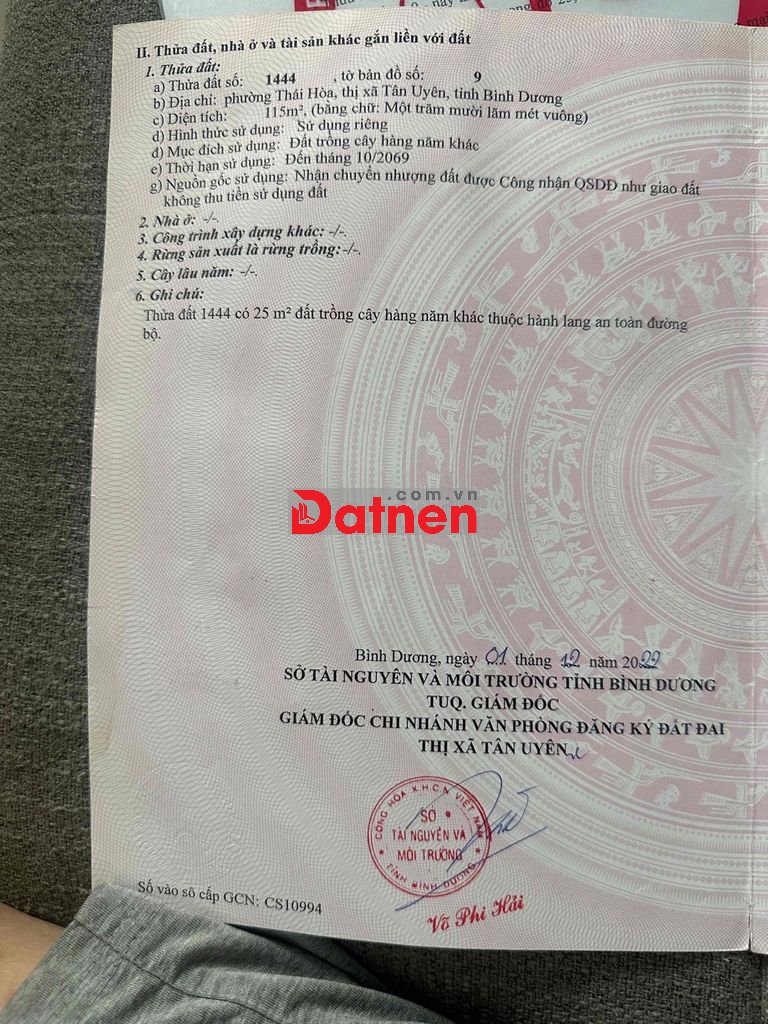 II. Thửa đất, nhà ở và tài sản khác gắn liền với đất
1. Thửa đất:
a) Thửa đất số: 1444 , tờ bản đồ số: 9
b) Địa chỉ: phường Thái Hòa, thị xã Tân Uyên, tỉnh Bình Dương
c) Diện tích: 115m², (bằng chữ: Một trăm mười lăm mét vuông)
d) Hình thức sử dụng: Sử dụng riêng
đ) Mục đích sử dụng: Đất trồng cây hàng năm khác
e) Thời hạn sử dụng: Đến tháng 10/2069
g) Nguồn gốc sử dụng: Nhận chuyển nhượng đất được Công nhận QSDĐ như giao đất
không thu tiền sử dụng đất
2. Nhà ở: -/-.
3. Công trình xây dựng khác: -/-.
4. Rừng sản xuất là rừng trồng:-/-.
5. Cây lâu năm: -/-.
6. Ghi chú:
Thửa đất 1444 có 25 m² đất trồng cây hàng năm khác thuộc hành lang an toàn đường
bộ.
.com.vn
Datnen
Bình Dương, ngày 01 tháng 12 năm 2022
SỞ TÀI NGUYÊN VÀ MÔI TRƯỜNG TỈNH BÌNH DƯƠNG
TUQ. GIÁM ĐỐC
GIÁM ĐỐC CHI NHÁNH VĂN PHÒNG ĐĂNG KÝ ĐẤT ĐAI
THỊ XÃ TÂN UYÊN
CỘNG HÒA X.H.C.N VIỆT NAM
SỞ
TÀI NGUYÊN VÀ
MÔI TRƯỜNG
TỈNH BÌNH DƯƠNG
Số vào sổ cấp GCN: CS10994
Võ Phi Hải